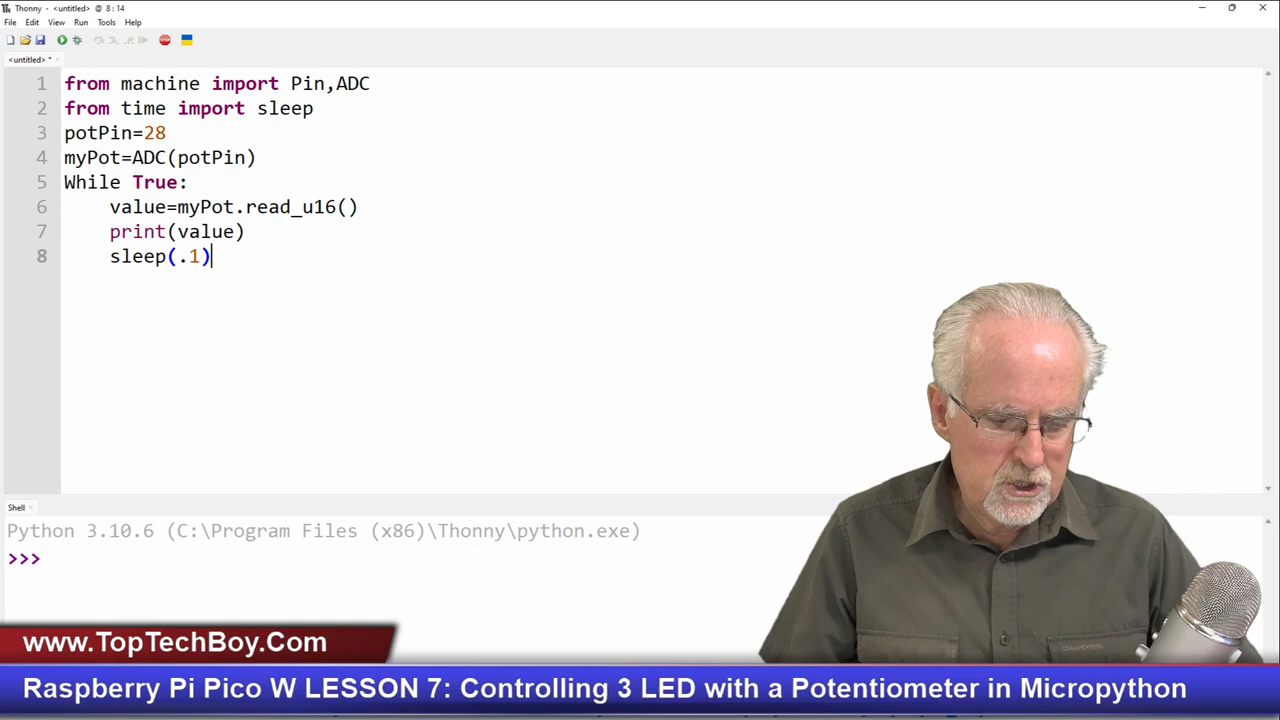 Thonny - <untitled> @ 8:14
File Edit View Run Tools Help
<untitled> *
1 from machine import Pin,ADC
2 from time import sleep
3 potPin=28
4 myPot=ADC(potPin)
5 While True:
6     value=myPot.read_u16()
7     print(value)
8     sleep(.1)
Shell
Python 3.10.6 (C:\Program Files (x86)\Thonny\python.exe)
>>>
www.TopTechBoy.Com
Raspberry Pi Pico W LESSON 7: Controlling 3 LED with a Potentiometer in Micropython